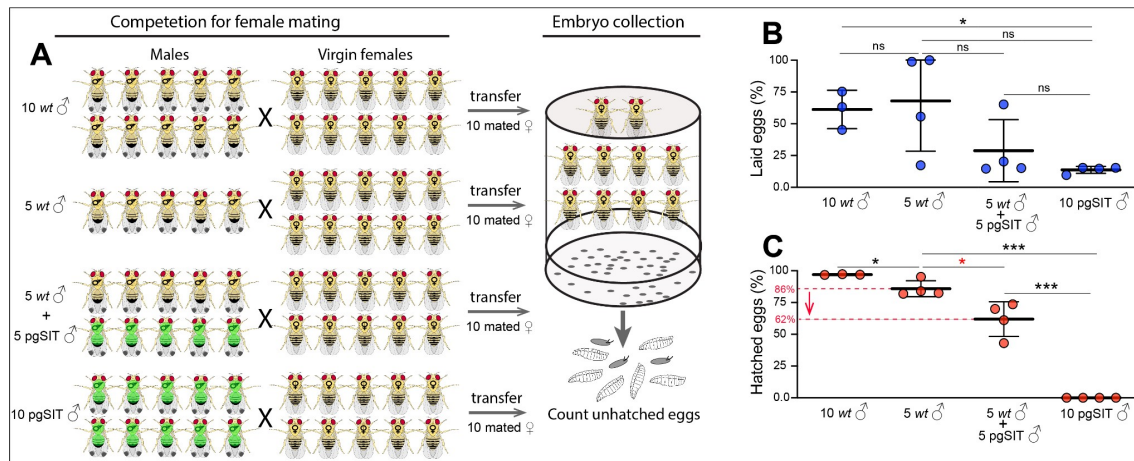 Competetion for female mating
Embryo collection
A
Males
Virgin females
10 wt ♂
X
transfer
10 mated ♀
5 wt ♂
X
transfer
10 mated ♀
5 wt ♂
+
5 pgSIT ♂
X
transfer
10 mated ♀
10 pgSIT ♂
X
transfer
10 mated ♀
Count unhatched eggs
B
*
ns
ns
ns
ns
Laid eggs (%)
100
75
50
25
0
10 wt ♂
5 wt ♂
5 wt ♂
+
5 pgSIT ♂
10 pgSIT ♂
C
***
*
*
***
Hatched eggs (%)
100.0
86%
75
62%
50
25
0.0
10 wt ♂
5 wt ♂
5 wt ♂
+
5 pgSIT ♂
10 pgSIT ♂